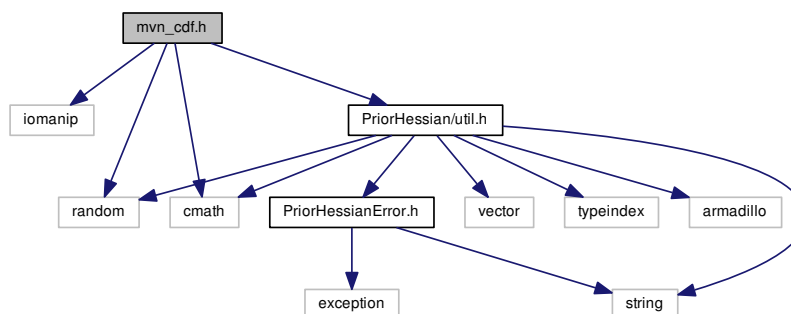 mvn_cdf.h
iomanip
PriorHessian/util.h
random
cmath
PriorHessianError.h
vector
typeindex
armadillo
exception
string